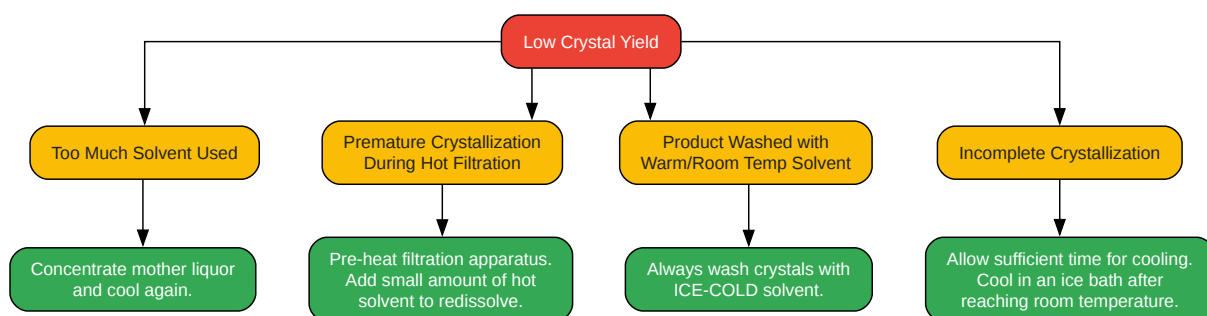 Low Crystal Yield
Too Much Solvent Used
Premature Crystallization
During Hot Filtration
Product Washed with
Warm/Room Temp Solvent
Incomplete Crystallization
Concentrate mother liquor
and cool again.
Pre-heat filtration apparatus.
Add small amount of hot
solvent to redissolve.
Always wash crystals with
ICE-COLD solvent.
Allow sufficient time for cooling.
Cool in an ice bath after
reaching room temperature.